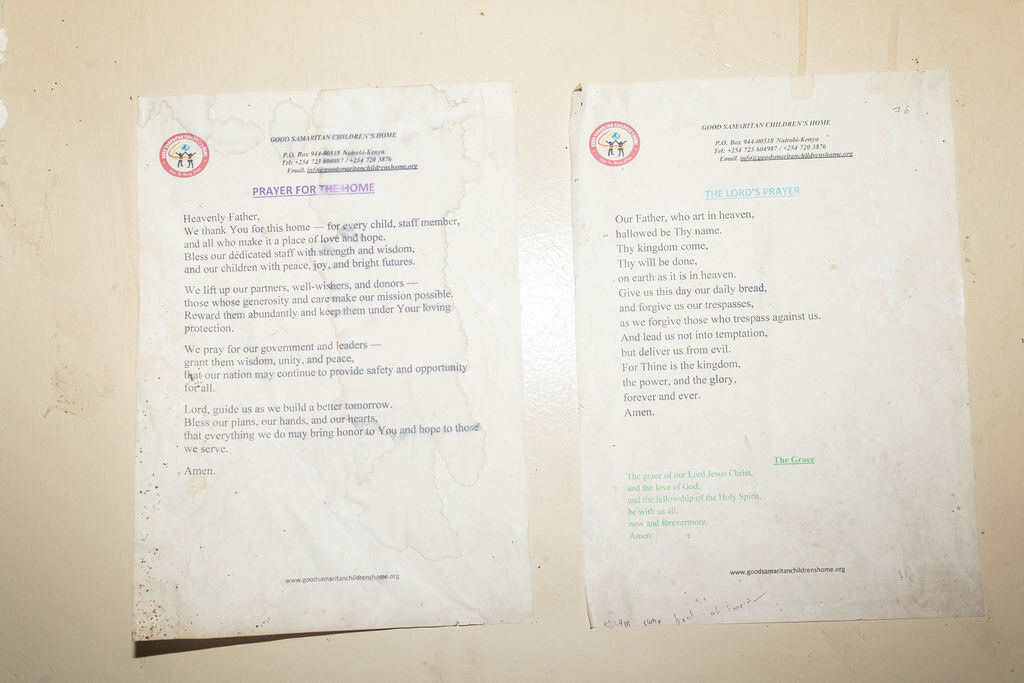 GOOD SAMARITAN CHILDREN'S HOME
P.O. Box 944-00518 Nairobi-Kenya
Tel: +254 723 604987 / +254 720 3876
Email. info@goodsamaritanchildrenshome.org
PRAYER FOR THE HOME
Heavenly Father,
We thank You for this home — for every child, staff member,
and all who make it a place of love and hope.
Bless our dedicated staff with strength and wisdom,
and our children with peace, joy, and bright futures.
We lift up our partners, well-wishers, and donors —
those whose generosity and care make our mission possible.
Reward them abundantly and keep them under Your loving
protection.
We pray for our government and leaders —
grant them wisdom, unity, and peace,
that our nation may continue to provide safety and opportunity
for all.
Lord, guide us as we build a better tomorrow.
Bless our plans, our hands, and our hearts,
that everything we do may bring honor to You and hope to those
we serve.
Amen.
www.goodsamaritanchildrenshome.org
76
GOOD SAMARITAN CHILDREN'S HOME
P.O. Box 944-00518 Nairobi-Kenya
Tel: +254 723 604987 / +254 720 3876
Email. info@goodsamaritanchildrenshome.org
THE LORD'S PRAYER
Our Father, who art in heaven,
hallowed be Thy name.
Thy kingdom come,
Thy will be done,
on earth as it is in heaven.
Give us this day our daily bread,
and forgive us our trespasses,
as we forgive those who trespass against us.
And lead us not into temptation,
but deliver us from evil.
For Thine is the kingdom,
the power, and the glory,
forever and ever.
Amen.
The Grace
The grace of our Lord Jesus Christ,
and the love of God,
and the fellowship of the Holy Spirit,
be with us all,
now and forevermore.
Amen.
www.goodsamaritanchildrenshome.org
came